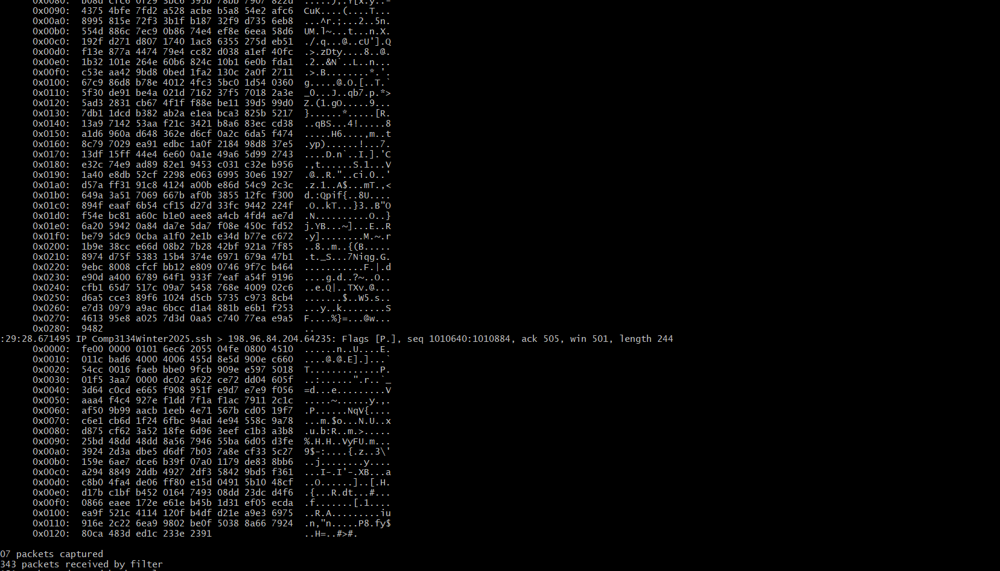 0x0080: b08d cfc6 0f29 3bc6 595b 78bb 7907 822d .....);.Y[x.y..-
0x0090: 4375 4bfe 7fd2 a528 acbe b5a8 54e2 afc6 CuK....(....T...
0x00a0: 8995 815e 72f3 3b1f b187 32f9 d735 6eb8 ...^r.;...2..5n.
0x00b0: 554d 886c 7ec9 0b86 74e4 ef8e 6eea 58d6 UM.l~...t...n.X.
0x00c0: 192f d271 d807 1740 1ac8 6355 275d eb51 ./.q...@..cU'].Q
0x00d0: f13e 877a 4474 79e4 cc82 d038 a1ef 40fc .>.zDty....8..@.
0x00e0: 1b32 101e 264e 60b6 824c 10b1 6e0b fda1 .2..&N`..L..n...
0x00f0: c53e aa42 9bd8 0bed 1fa2 130c 2a0f 2711 .>.B........*.'.
0x0100: 67c9 86d8 b78e 4012 4fc3 5bc0 1d54 0360 g.....@.O.[..T.`
0x0110: 5f30 de91 be4a 021d 7162 37f5 7018 2a3e _0...J..qb7.p.*>
0x0120: 5ad3 2831 cb67 4f1f f88e be11 39d5 99d0 Z.(1.gO.....9...
0x0130: 7db1 1dcd b382 ab2a e1ea bca3 825b 5217 }......*.....[R.
0x0140: 13a9 7142 53aa f21c 3421 b8a6 83ec cd38 ..qBS...4!.....8
0x0150: a1d6 960a d648 362e d6cf 0a2c 6da5 f474 .....H6....,m..t
0x0160: 8c79 7029 ea91 edbc 1a0f 2184 98d8 37e5 .yp)......!...7.
0x0170: 13df 15ff 44e4 6e60 0a1e 49a6 5d99 2743 ....D.n`..I.].'C
0x0180: e32c 74e9 ad89 82e1 9453 c031 c32e b956 .,t......S.1...V
0x0190: 1a40 e8db 52cf 2298 e063 6995 30e6 1927 .@..R."..ci.0..'
0x01a0: d57a ff31 91c8 4124 a00b e86d 54c9 2c3c .z.1..A$...mT.,<
0x01b0: 649a 3a51 7069 667b af0b 3855 12fc f300 d.:Qpif{..8U....
0x01c0: 894f eaaf 6b54 cf15 d27d 33fc 9442 224f .O..kT...}3..B"O
0x01d0: f54e bc81 a60c b1e0 aee8 a4cb 4fd4 ae7d .N..........O..}
0x01e0: 6a20 5942 0a84 da7e 5da7 f08e 450c fd52 j.YB...~]...E..R
0x01f0: be79 5dc9 0cba a1f0 2e1b e34d b77e c672 .y]........M.~.r
0x0200: 1b9e 38cc e66d 08b2 7b28 42bf 921a 7f85 ..8..m..{(B.....
0x0210: 8974 d75f 5383 15b4 374e 6971 679a 47b1 .t._S...7Niqg.G.
0x0220: 9ebc 8008 cfcf bb12 e809 0746 9f7c b464 ...........F.|.d
0x0230: e90d a400 6789 64f1 933f 7eaf a54f 9196 ....g.d..?~..O..
0x0240: cfb1 65d7 517c 09a7 5458 768e 4009 02c6 ..e.Q|..TXv.@...
0x0250: d6a5 cce3 89f6 1024 d5cb 5735 c973 8cb4 .......$..W5.s..
0x0260: e7d3 0979 a9ac 6bcc d1a4 881b e6b1 f253 ...y..k........S
0x0270: 4613 95e8 a025 7d3d 0aa5 c740 77ea e9a5 F....%}=...@w...
0x0280: 9482 ..
:29:28.671495 IP Comp3134Winter2025.ssh > 198.96.84.204.64235: Flags [P.], seq 1010640:1010884, ack 505, win 501, length 244
0x0000: fe00 0000 0101 6ec6 2055 04fe 0800 4510 ......n..U....E.
0x0010: 011c bad6 4000 4006 455d 8e5d 900e c660 ....@.@.E].]...`
0x0020: 54cc 0016 faeb bbe0 9fcb 909e e597 5018 T.............P.
0x0030: 01f5 3aa7 0000 dc02 a622 ce72 dd04 605f ..:......".r..`_
0x0040: 3d64 c0cd e665 f908 951f e9d7 e7e9 f056 =d...e.........V
0x0050: aaa4 f4c4 927e f1dd 7f1a f1ac 7911 2c1c .....~......y.,.
0x0060: af50 9b99 aacb 1eeb 4e71 567b cd05 19f7 .P......NqV{....
0x0070: c6e1 cb6d 1f24 6fbc 94ad 4e94 558c 9a78 ...m.$o...N.U..x
0x0080: d875 cf62 3a52 18fe 6d96 3eef c1b3 a3b8 .u.b:R..m.>.....
0x0090: 25bd 48dd 48dd 8a56 7946 55ba 6d05 d3fe %.H.H..VyFU.m...
0x00a0: 3924 2d3a dbe5 d6df 7b03 7a8e cf33 5c27 9$-:....{.z..3\'
0x00b0: 159e 6ae7 dce6 b39f 07a0 1179 de83 8bb6 ..j........y....
0x00c0: a294 8849 2ddb 4927 2df3 5842 9bd5 f361 ...I-.I'-.XB...a
0x00d0: c8b0 4fa4 de06 ff80 e15d 0491 5b10 48cf ..O......]..[.H.
0x00e0: d17b c1bf b452 0164 7493 08dd 23dc d4f6 .{...R.dt...#...
0x00f0: 0866 eaee 172e e61e b45b 1d31 ef05 ecda .f.......[.1....
0x0100: ea9f 521c 4114 120f b4df d21e a9e3 6975 ..R.A.........iu
0x0110: 916e 2c22 6ea9 9802 be0f 5038 8a66 7924 .n,"n.....P8.fy$
0x0120: 80ca 483d ed1c 233e 2391 ..H=..#>#.
07 packets captured
343 packets received by filter